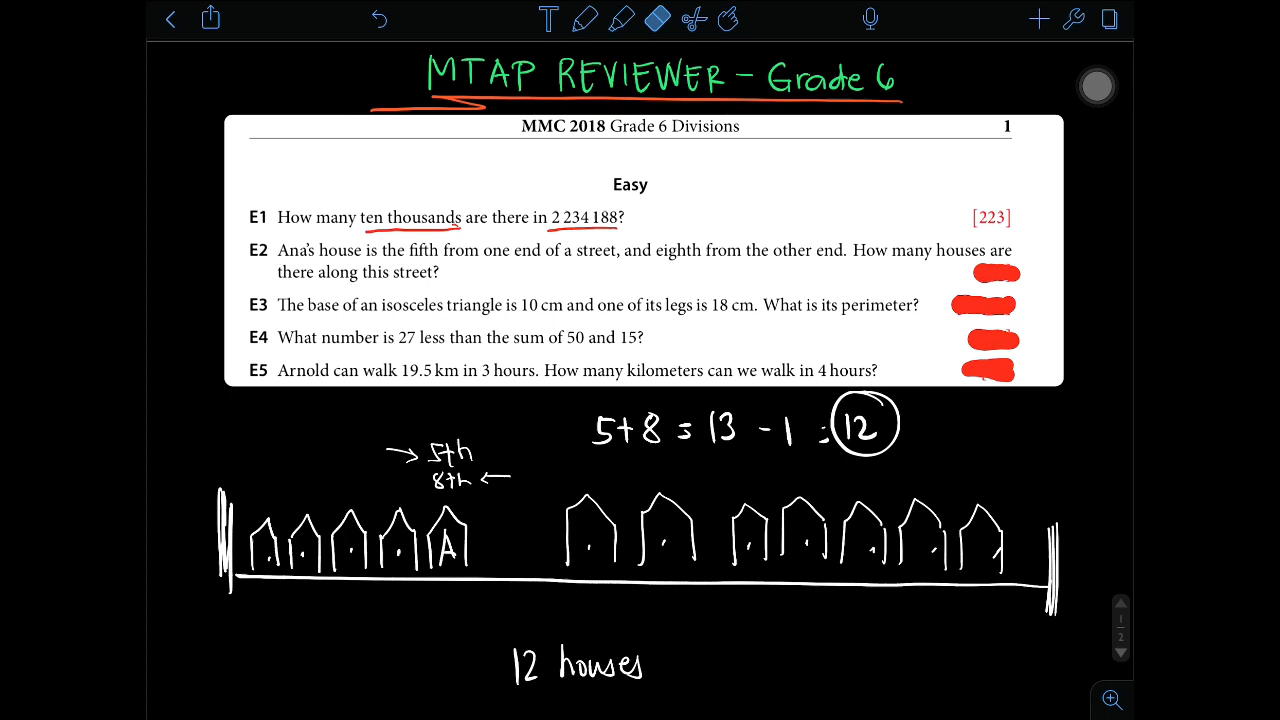 MTAP REVIEWER - Grade 6
MMC 2018 Grade 6 Divisions 1
Easy
E1 How many ten thousands are there in 2 234 188? [223]
E2 Ana's house is the fifth from one end of a street, and eighth from the other end. How many houses are
there along this street?
E3 The base of an isosceles triangle is 10 cm and one of its legs is 18 cm. What is its perimeter?
E4 What number is 27 less than the sum of 50 and 15?
E5 Arnold can walk 19.5 km in 3 hours. How many kilometers can we walk in 4 hours?
5+8 = 13 - 1 = 12
→ 5th
8th ←
A
12 houses
1
2